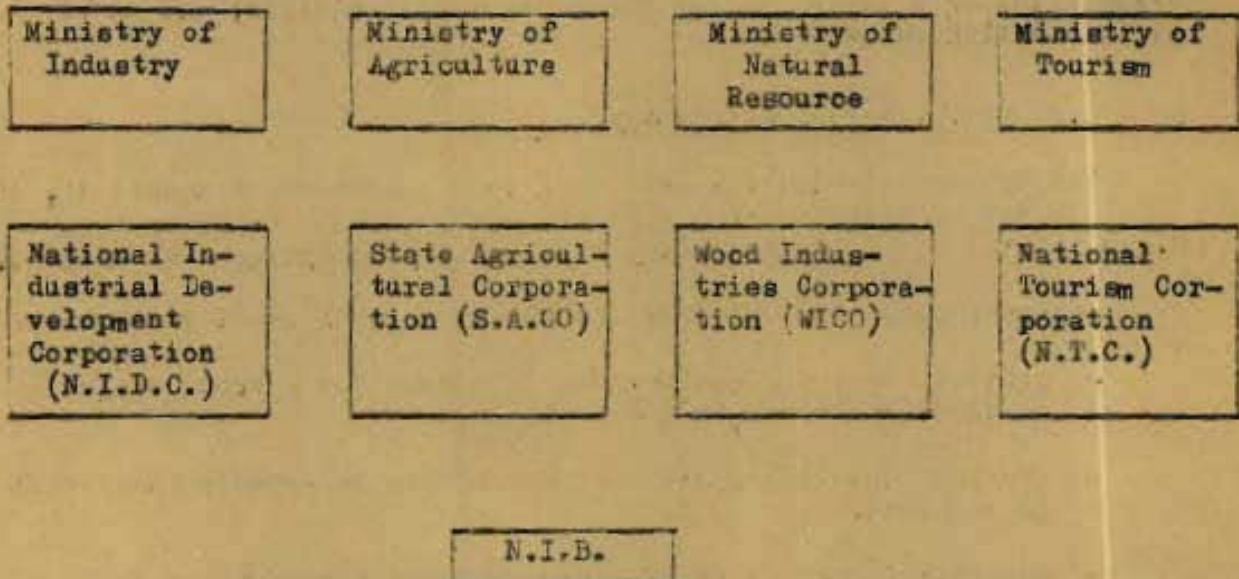 Ministry of
Industry
Ministry of
Agriculture
Ministry of
Natural
Resource
Ministry of
Tourism
National In-
dustrial De-
velopment
Corporation
(N.I.D.C.)
State Agricul-
tural Corpora-
tion (S.A.CO)
Wood Indus-
tries Corpora-
tion (WICO)
National
Tourism Cor-
poration
(N.T.C.)
N.I.B.